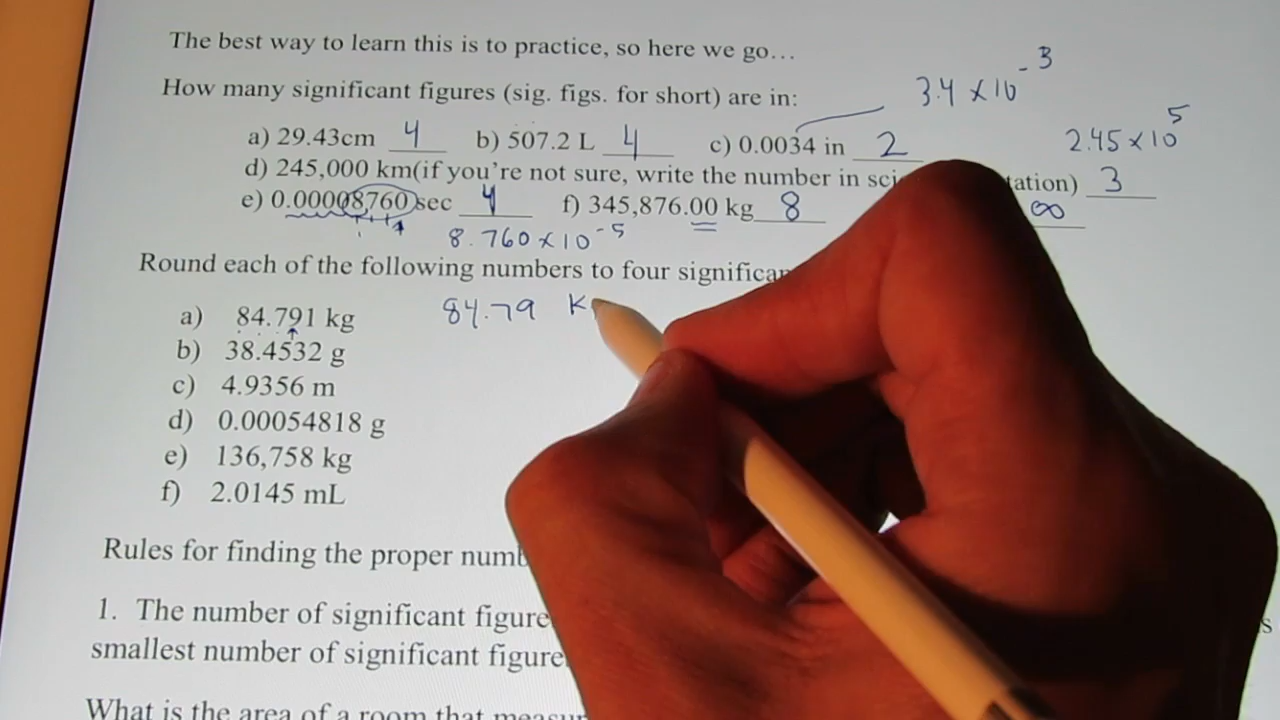 The best way to learn this is to practice, so here we go…
3.4 x 10^-3
How many significant figures (sig. figs. for short) are in:
2.45 x 10^5
a) 29.43cm 4 b) 507.2 L 4 c) 0.0034 in 2
d) 245,000 km(if you're not sure, write the number in tation) 3
e) 0.00008760 sec 4 f) 345,876.00 kg 8 ∞
8.760 x 10^-5
Round each of the following numbers to four
a) 84.791 kg 84.79 K
b) 38.4532 g
c) 4.9356 m
d) 0.00054818 g
e) 136,758 kg
f) 2.0145 mL
Rules for finding the proper
1. The number of significant
smallest number of significant
What is the area of a room that